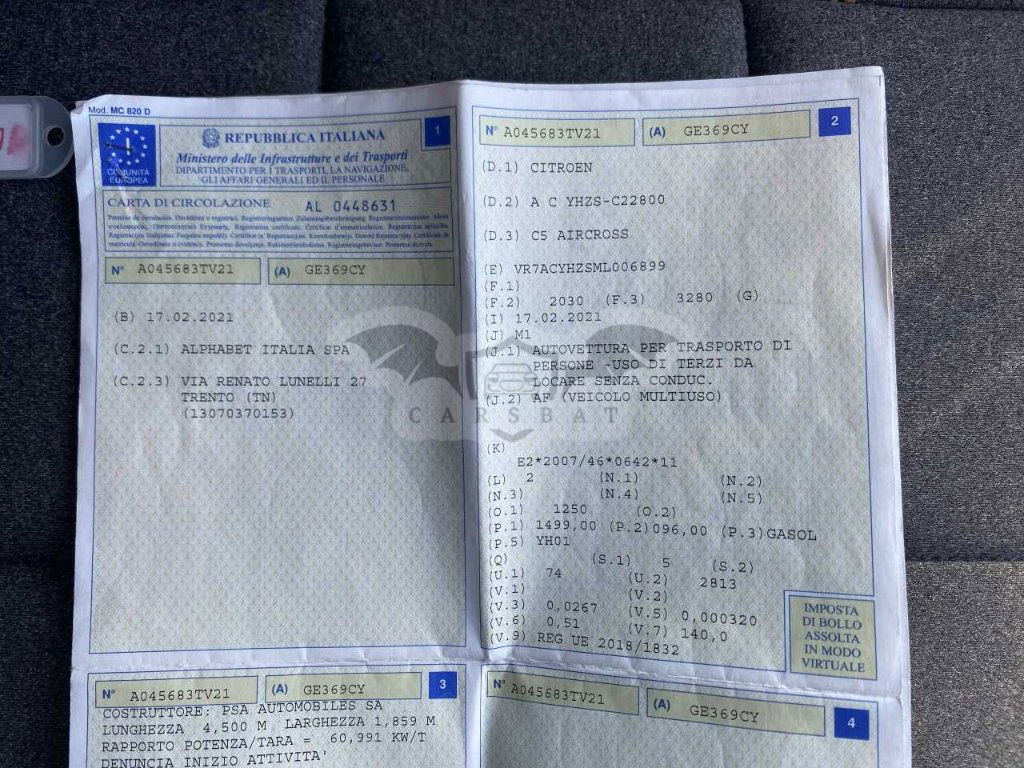 Mod. MC 820 D
COMUNITÀ
EUROPEA
REPUBBLICA ITALIANA
1
Ministero delle Infrastrutture e dei Trasporti
DIPARTIMENTO PER I TRASPORTI, LA NAVIGAZIONE,
GLI AFFARI GENERALI ED IL PERSONALE
CARTA DI CIRCOLAZIONE AL 0448631
N° A045683TV21 (A) GE369CY
(B) 17.02.2021
(C.2.1) ALPHABET ITALIA SPA
(C.2.3) VIA RENATO LUNELLI 27
TRENTO (TN)
(13070370153)
N° A045683TV21 (A) GE369CY 2
(D.1) CITROEN
(D.2) A C YHZS-C22800
(D.3) C5 AIRCROSS
(E) VR7ACYHZSML006899
(F.1)
(F.2) 2030 (F.3) 3280 (G)
(I) 17.02.2021
(J) M1
(J.1) AUTOVETTURA PER TRASPORTO DI
PERSONE -USO DI TERZI DA
LOCARE SENZA CONDUC.
(J.2) AF (VEICOLO MULTIUSO)
(K)
E2*2007/46*0642*11
(L) 2 (N.1) (N.2)
(N.3) (N.4) (N.5)
(O.1) 1250 (O.2)
(P.1) 1499,00 (P.2)096,00 (P.3)GASOL
(P.5) YH01
(Q) (S.1) 5 (S.2)
(U.1) 74 (U.2) 2813
(V.1) (V.2)
(V.3) 0,0267 (V.5) 0,000320
(V.6) 0,51 (V.7) 140,0
(V.9) REG UE 2018/1832
IMPOSTA
DI BOLLO
ASSOLTA
IN MODO
VIRTUALE
CARSBAT
N° A045683TV21 (A) GE369CY 3
COSTRUTTORE: PSA AUTOMOBILES SA
LUNGHEZZA 4,500 M LARGHEZZA 1,859 M
RAPPORTO POTENZA/TARA = 60,991 KW/T
DENUNCIA INIZIO ATTIVITA'
N° A045683TV21 (A) GE369CY 4